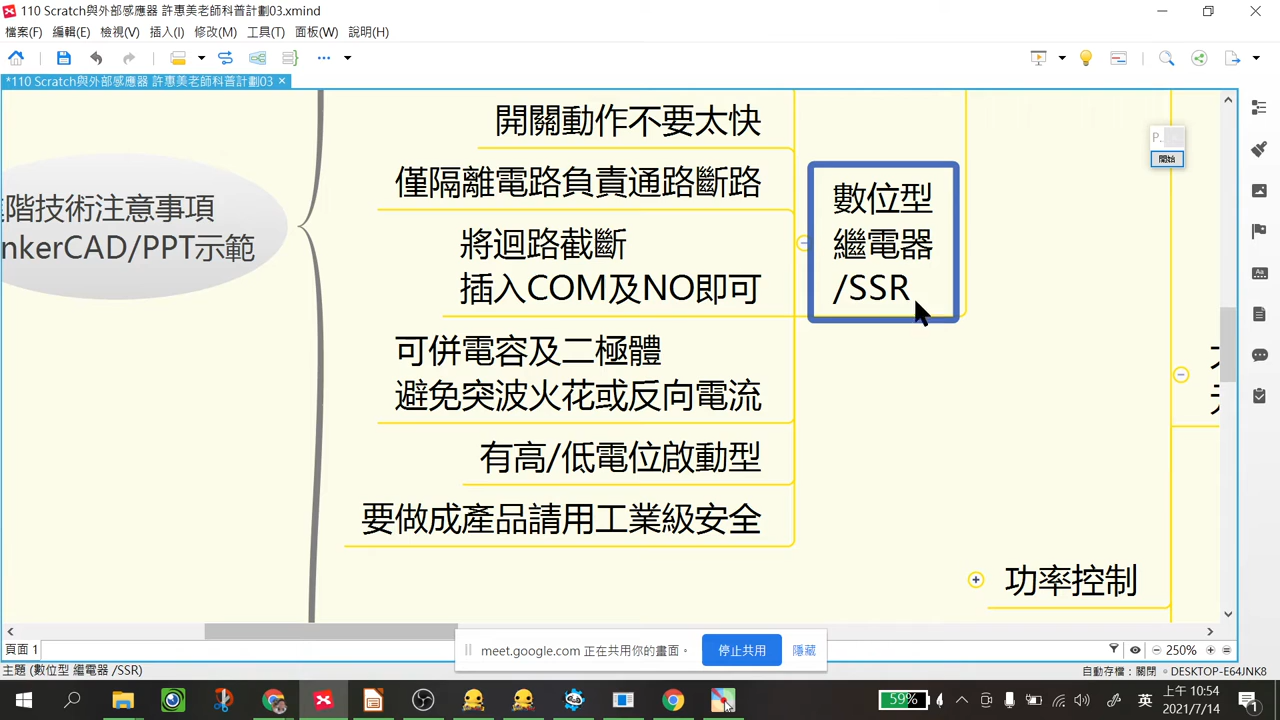 110 Scratch與外部感應器 許惠美老師科普計劃03.xmind
檔案(F) 編輯(E) 檢視(V) 插入(I) 修改(M) 工具(T) 面板(W) 說明(H)
*110 Scratch與外部感應器 許惠美老師科普計劃03
開關動作不要太快
僅隔離電路負責通路斷路
將迴路截斷
插入COM及NO即可
可併電容及二極體
避免突波火花或反向電流
有高/低電位啟動型
要做成產品請用工業級安全
數位型
繼電器
/SSR
階技術注意事項
nkerCAD/PPT示範
功率控制
P...
開始
meet.google.com 正在共用你的畫面。
停止共用
隱藏
頁面 1
250%
主題 (數位型 繼電器 /SSR)
自動存檔：關閉 。DESKTOP-E64JNK8
59%
英
上午 10:54
2021/7/14
1